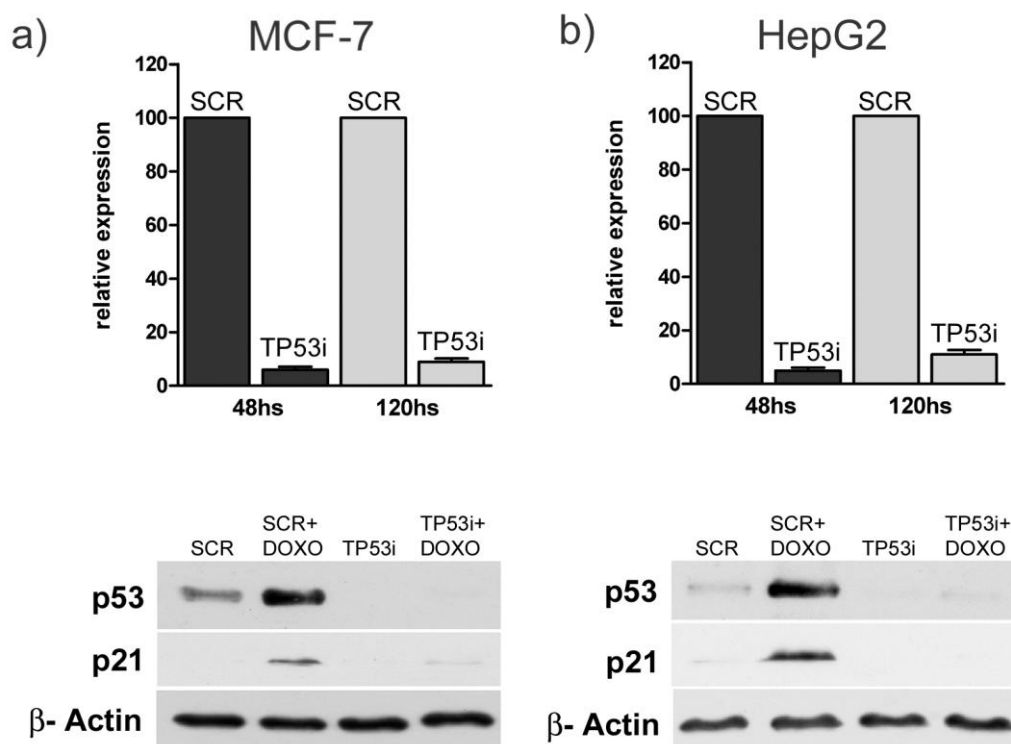 a)
MCF-7
120
100
80
60
40
20
0
relative expression
SCR
TP53i
SCR
TP53i
48hs
120hs
b)
HepG2
120
100
80
60
40
20
0
relative expression
SCR
TP53i
SCR
TP53i
48hs
120hs
SCR
SCR+
DOXO
TP53i
TP53i+
DOXO
p53
p21
β- Actin
SCR
SCR+
DOXO
TP53i
TP53i+
DOXO
p53
p21
β- Actin